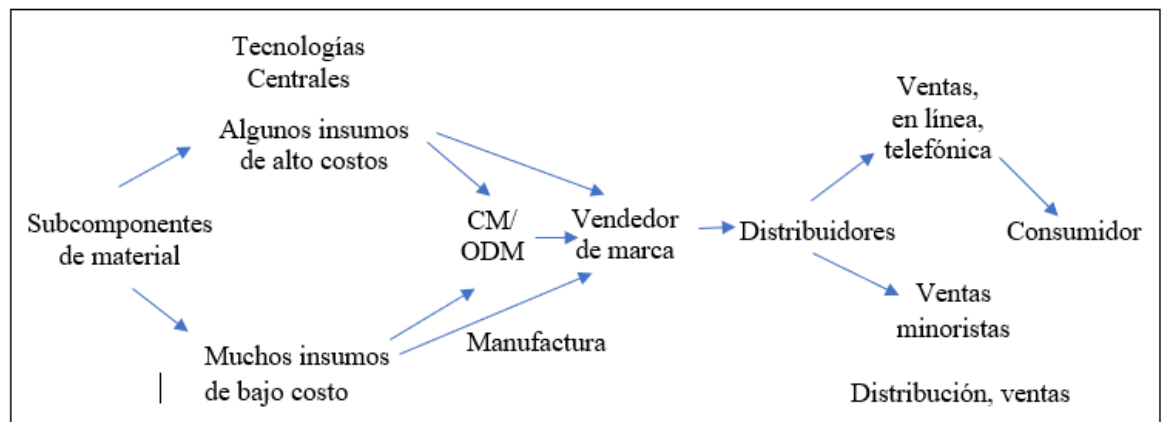 Tecnologías
Centrales
Algunos insumos
de alto costos
Subcomponentes
de material
Muchos insumos
de bajo costo
CM/
ODM
Manufactura
Vendedor
de marca
Distribuidores
Ventas,
en línea,
telefónica
Consumidor
Ventas
minoristas
Distribución, ventas